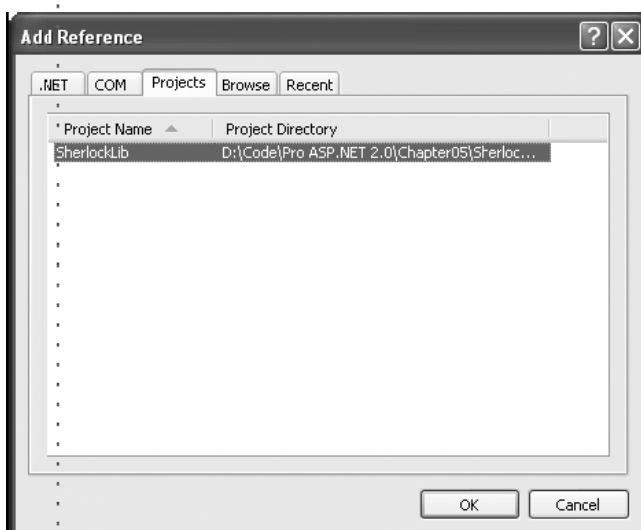 Add Reference
.NET COM Projects Browse Recent
Project Name Project Directory
SherlockLib D:\Code\Pro ASP.NET 2.0\Chapter05\Sherloc...
OK Cancel